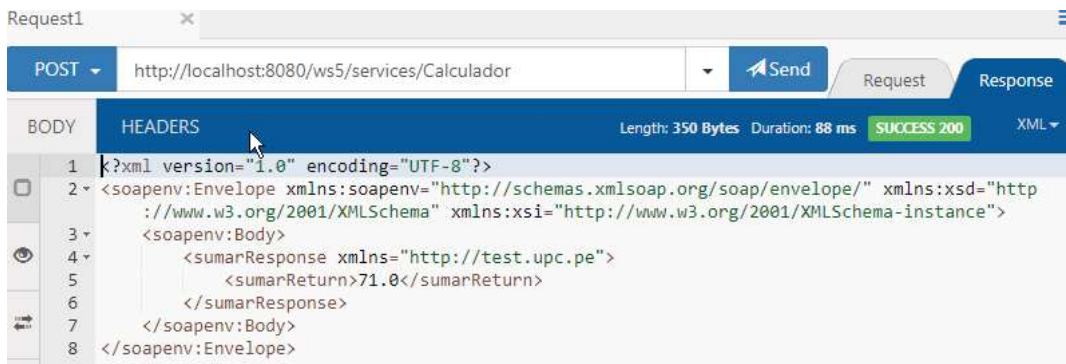 Request1
POST http://localhost:8080/ws5/services/Calculador Send Request Response
BODY HEADERS Length: 350 Bytes Duration: 88 ms SUCCESS 200 XML
1 <?xml version="1.0" encoding="UTF-8"?>
2 <soapenv:Envelope xmlns:soapenv="http://schemas.xmlsoap.org/soap/envelope/" xmlns:xsd="http
://www.w3.org/2001/XMLSchema" xmlns:xsi="http://www.w3.org/2001/XMLSchema-instance">
3 <soapenv:Body>
4 <sumarResponse xmlns="http://test.upc.pe">
5 <sumarReturn>71.0</sumarReturn>
6 </sumarResponse>
7 </soapenv:Body>
8 </soapenv:Envelope>